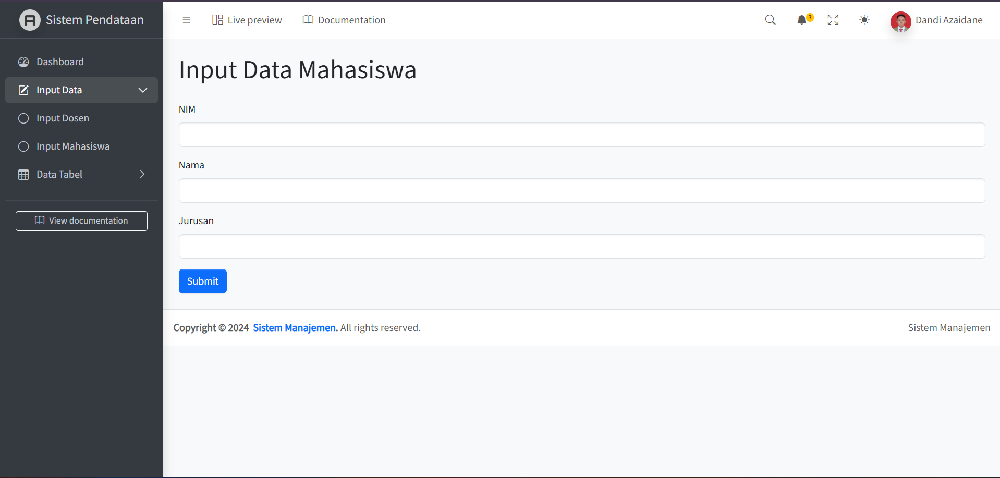 Sistem Pendataan
Live preview
Documentation
3
Dandi Azaidane
Dashboard
Input Data
Input Dosen
Input Mahasiswa
Data Tabel
View documentation
Input Data Mahasiswa
NIM
Nama
Jurusan
Submit
Copyright © 2024 Sistem Manajemen. All rights reserved.
Sistem Manajemen